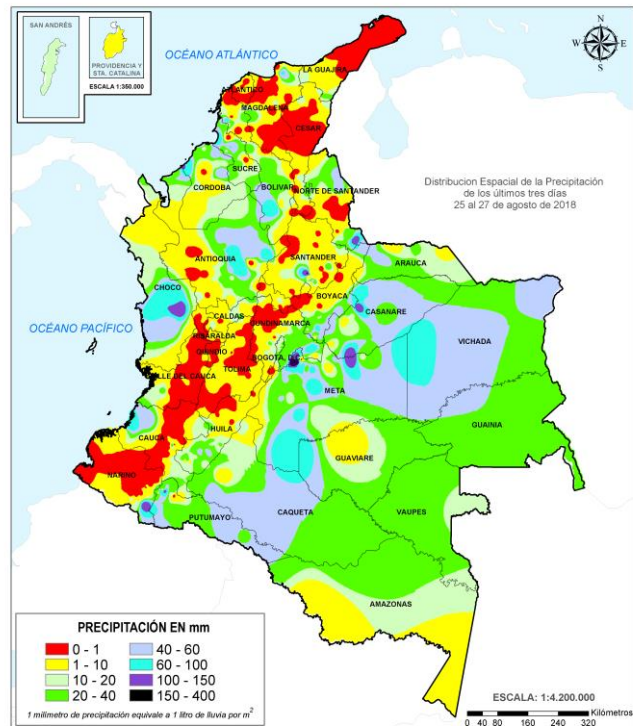 SAN ANDRÉS
PROVIDENCIA Y
STA. CATALINA
ESCALA 1:350.000
OCÉANO ATLÁNTICO
N
W E
S
LA GUAJIRA
ATLANTICO
MAGDALENA
CESAR
SUCRE
CORDOBA
BOLIVAR
NORTE DE SANTANDER
Distribucion Espacial de la Precipitación
de los últimos tres días
25 al 27 de agosto de 2018
ANTIOQUIA
SANTANDER
ARAUCA
CHOCO
BOYACA
CALDAS
CASANARE
OCÉANO PACÍFICO
CUNDINAMARCA
RISARALDA
VICHADA
QUINDIO
BOGOTA, D.C.
TOLIMA
VALLE DEL CAUCA
META
GUAINIA
HUILA
CAUCA
GUAVIARE
NARIÑO
VAUPES
CAQUETA
PUTUMAYO
AMAZONAS
PRECIPITACIÓN EN mm
0 - 1 40 - 60
1 - 10 60 - 100
10 - 20 100 - 150
20 - 40 150 - 400
1 milimetro de precipitación equivale a 1 litro de lluvia por m2
ESCALA: 1:4.200.000
Kilómetros
0 40 80 160 240 320